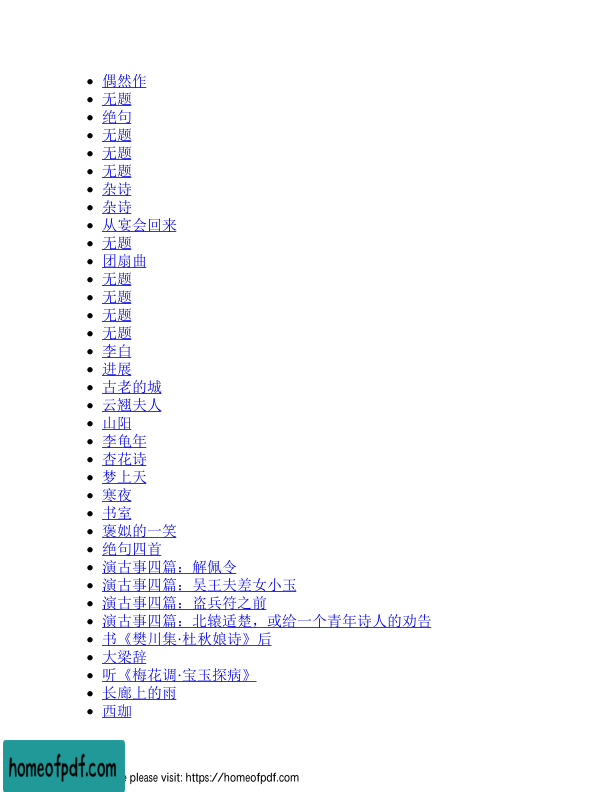 偶然作
无题
绝句
无题
无题
无题
杂诗
杂诗
从宴会回来
无题
团扇曲
无题
无题
无题
无题
李白
进展
古老的城
云翘夫人
山阳
李龟年
杏花诗
梦上天
寒夜
书室
褒姒的一笑
绝句四首
演古事四篇：解佩令
演古事四篇：吴王夫差女小玉
演古事四篇：盗兵符之前
演古事四篇：北辕适楚，或给一个青年诗人的劝告
书《樊川集·杜秋娘诗》后
大梁辞
听《梅花调·宝玉探病》
长廊上的雨
西珈
homeofpdf.com
e please visit: https://homeofpdf.com